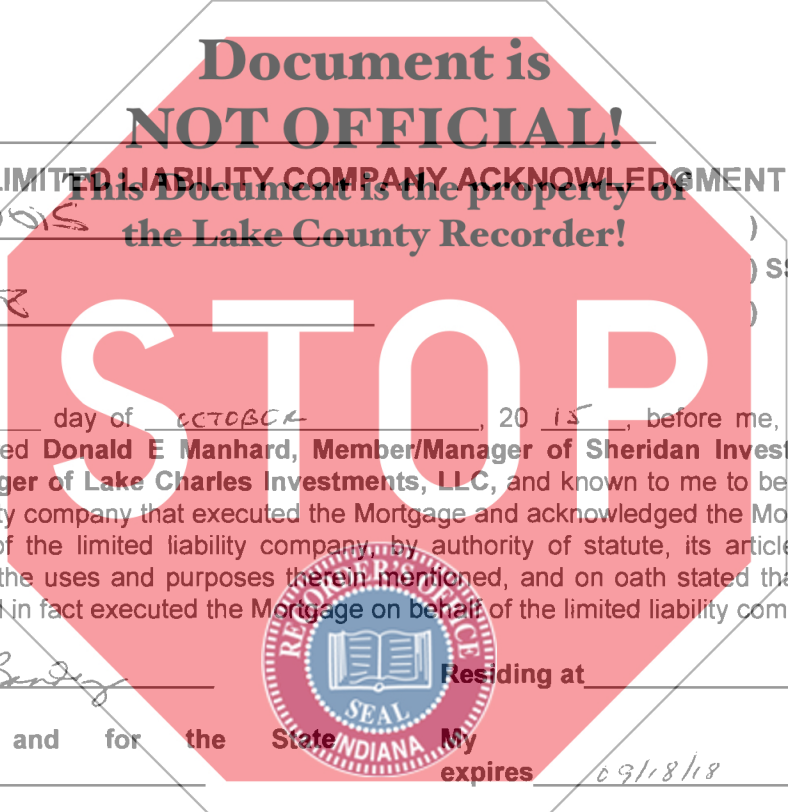 Document is
NOT OFFICIAL!
LIMITED LIABILITY COMPANY ACKNOWLEDGMENT
This Document is the property of
the Lake County Recorder!
)
) SS
)
STOP
day of OCTOBER, 20 15, before me,
ed Donald E Manhard, Member/Manager of Sheridan Invest
ger of Lake Charles Investments, LLC, and known to me to be
ty company that executed the Mortgage and acknowledged the Mo
of the limited liability company, by authority of statute, its article
the uses and purposes therein mentioned, and on oath stated tha
d in fact executed the Mortgage on behalf of the limited liability com
RECORDER'S OFFICE
SEAL
INDIANA
Residing at
and for the State My
expires 09/18/18